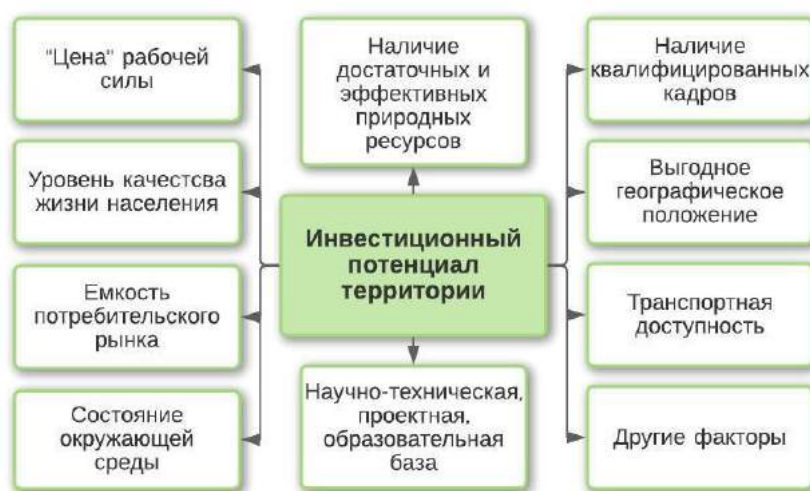 "Цена" рабочей
силы
Уровень качестсва
жизни населения
Емкость
потребительского
рынка
Состояние
окружающей
среды
Наличие
достаточных и
эффективных
природных
ресурсов
Инвестиционный
потенциал
территории
Научно-техническая,
проектная,
образовательная
база
Наличие
квалифицированных
кадров
Выгодное
географическое
положение
Транспортная
доступность
Другие факторы